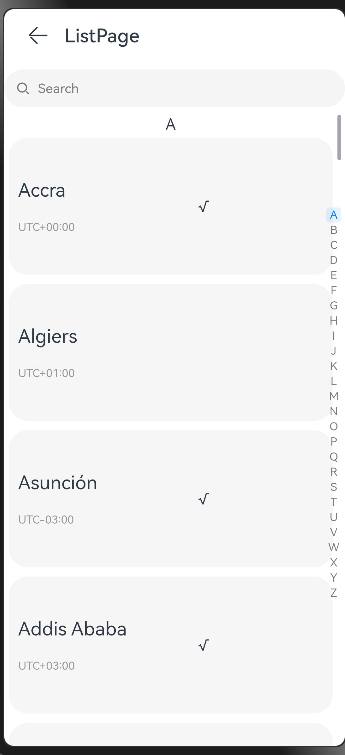 ListPage
Search
A
Accra
√
UTC+00:00
Algiers
UTC+01:00
Asunción
√
UTC-03:00
Addis Ababa
√
UTC+03:00
A
B
C
D
E
F
G
H
I
J
K
L
M
N
O
P
Q
R
S
T
U
V
W
X
Y
Z